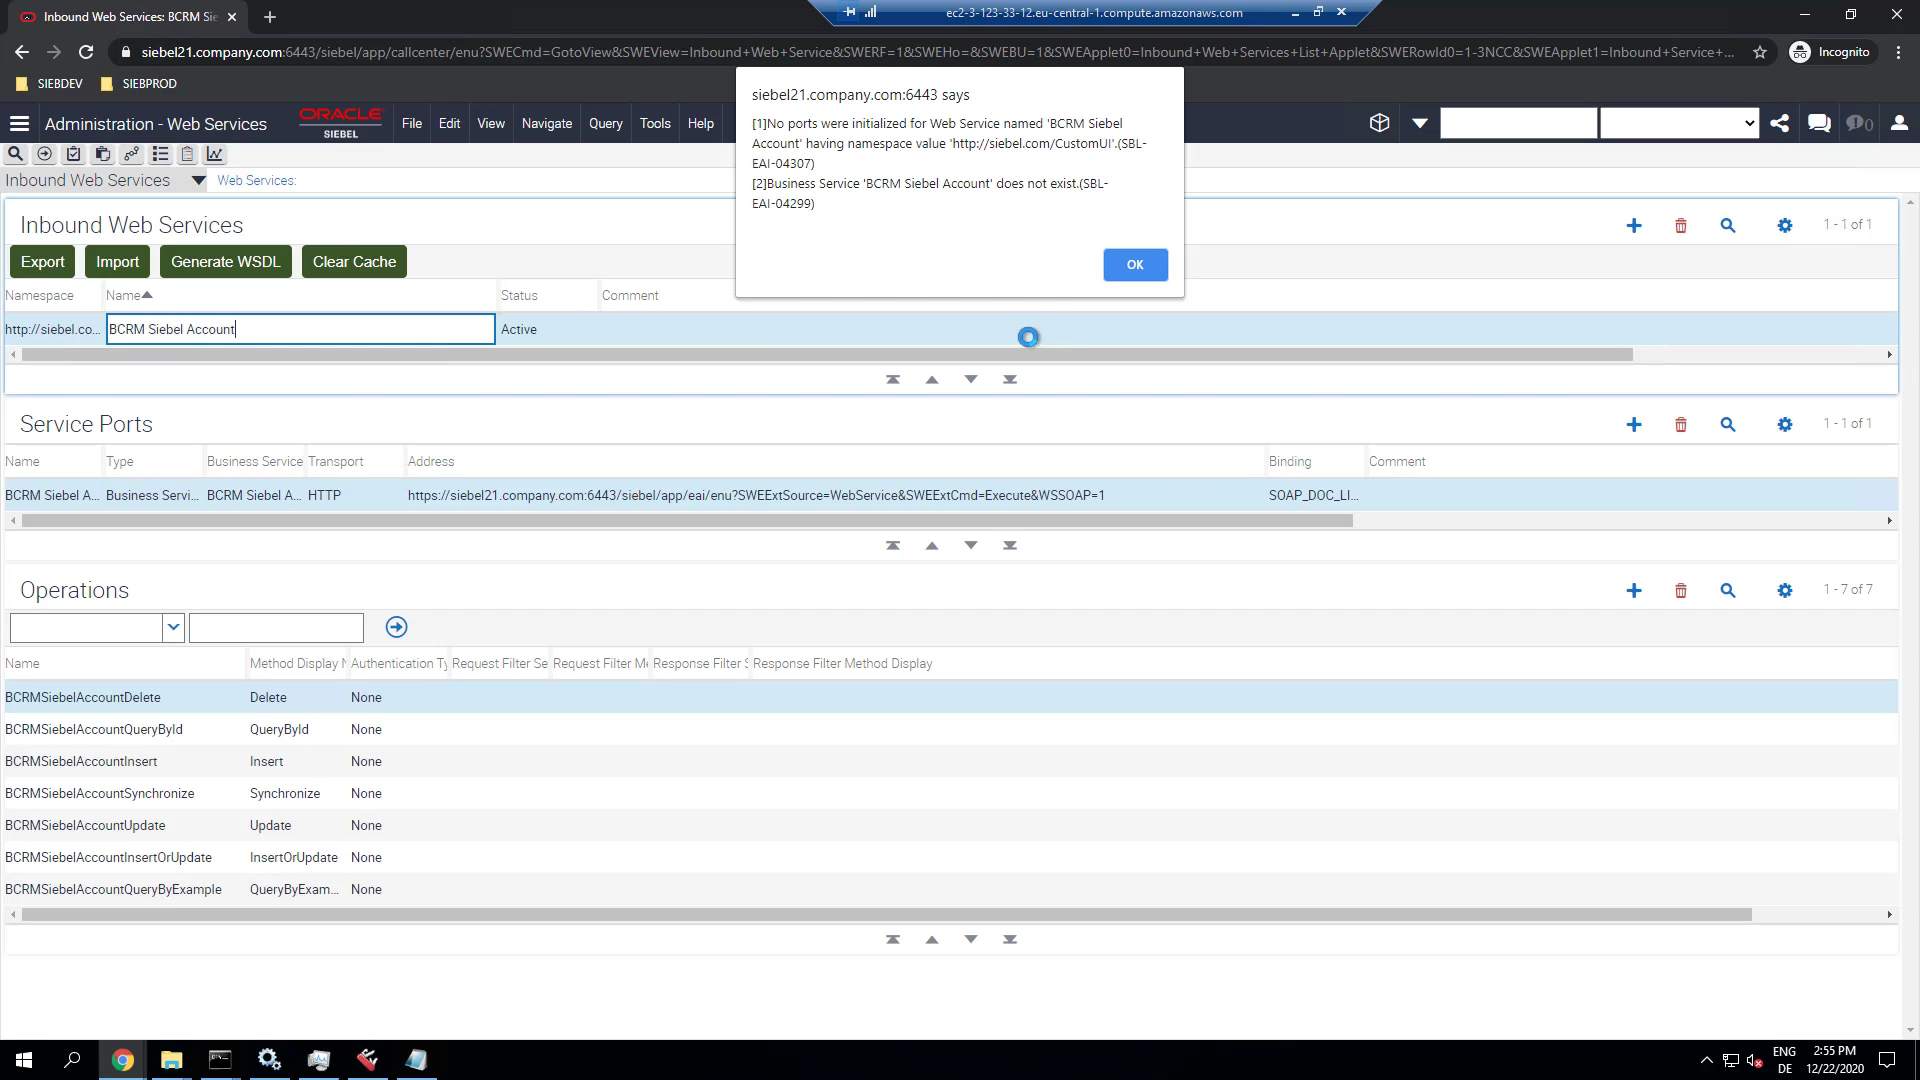 Inbound Web Services: BCRM Sie
ec2-3-123-33-12.eu-central-1.compute.amazonaws.com
siebel21.company.com:6443/siebel/app/callcenter/enu?SWECmd=GotoView&SWEView=Inbound+Web+Service&SWERF=1&SWEHo=&SWEBU=1&SWEApplet0=Inbound+Web+Services+List+Applet&SWERowId0=1-3NCC&SWEApplet1=Inbound+Service+...
Incognito
SIEBDEV
SIEBPROD
siebel21.company.com:6443 says
[1]No ports were initialized for Web Service named 'BCRM Siebel
Account' having namespace value 'http://siebel.com/CustomUI'.(SBL-
EAI-04307)
[2]Business Service 'BCRM Siebel Account' does not exist.(SBL-
EAI-04299)
OK
Administration - Web Services
ORACLE
SIEBEL
File Edit View Navigate Query Tools Help
0
Inbound Web Services
Web Services:
Inbound Web Services
1 - 1 of 1
Export Import Generate WSDL Clear Cache
Namespace Name Status Comment
http://siebel.co... BCRM Siebel Account Active
Service Ports
1 - 1 of 1
Name Type Business Service Transport Address Binding Comment
BCRM Siebel A... Business Servi... BCRM Siebel A... HTTP https://siebel21.company.com:6443/siebel/app/eai/enu?SWEExtSource=WebService&SWEExtCmd=Execute&WSSOAP=1 SOAP_DOC_LI...
Operations
1 - 7 of 7
Name Method Display N Authentication Ty Request Filter Se Request Filter Me Response Filter S Response Filter Method Display
BCRMSiebelAccountDelete Delete None
BCRMSiebelAccountQueryById QueryById None
BCRMSiebelAccountInsert Insert None
BCRMSiebelAccountSynchronize Synchronize None
BCRMSiebelAccountUpdate Update None
BCRMSiebelAccountInsertOrUpdate InsertOrUpdate None
BCRMSiebelAccountQueryByExample QueryByExam... None
ENG
DE
2:55 PM
12/22/2020